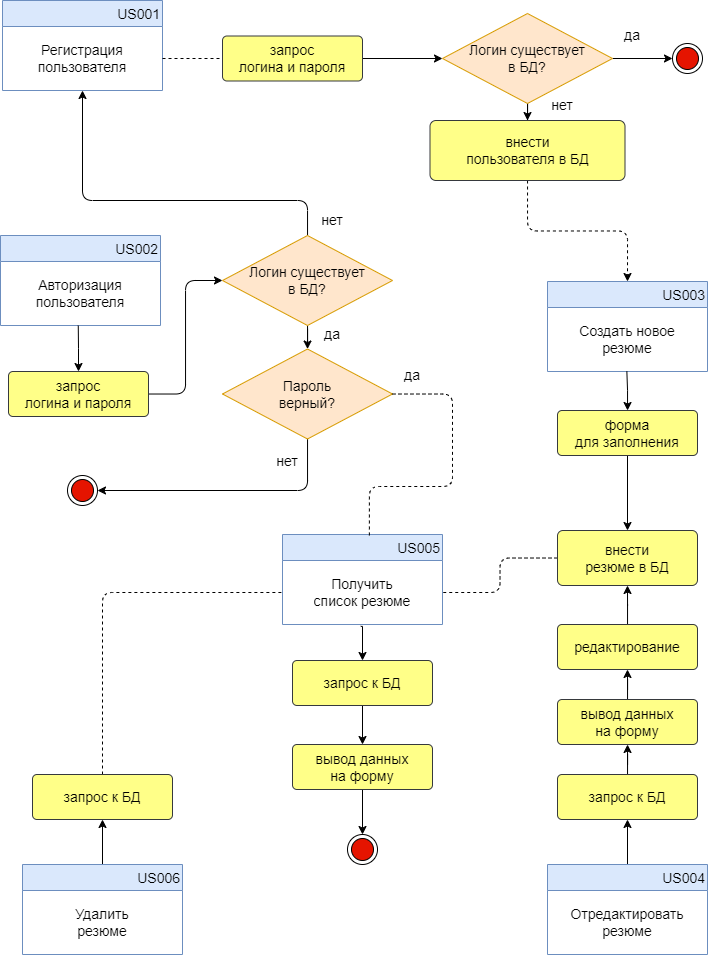 US001
Регистрация
пользователя
запрос
логина и пароля
Логин существует
в БД?
да
нет
внести
пользователя в БД
US002
Авторизация
пользователя
запрос
логина и пароля
нет
Логин существует
в БД?
да
Пароль
верный?
да
нет
US003
Создать новое
резюме
форма
для заполнения
внести
резюме в БД
US005
Получить
список резюме
запрос к БД
вывод данных
на форму
редактирование
вывод данных
на форму
запрос к БД
US004
Отредактировать
резюме
запрос к БД
US006
Удалить
резюме